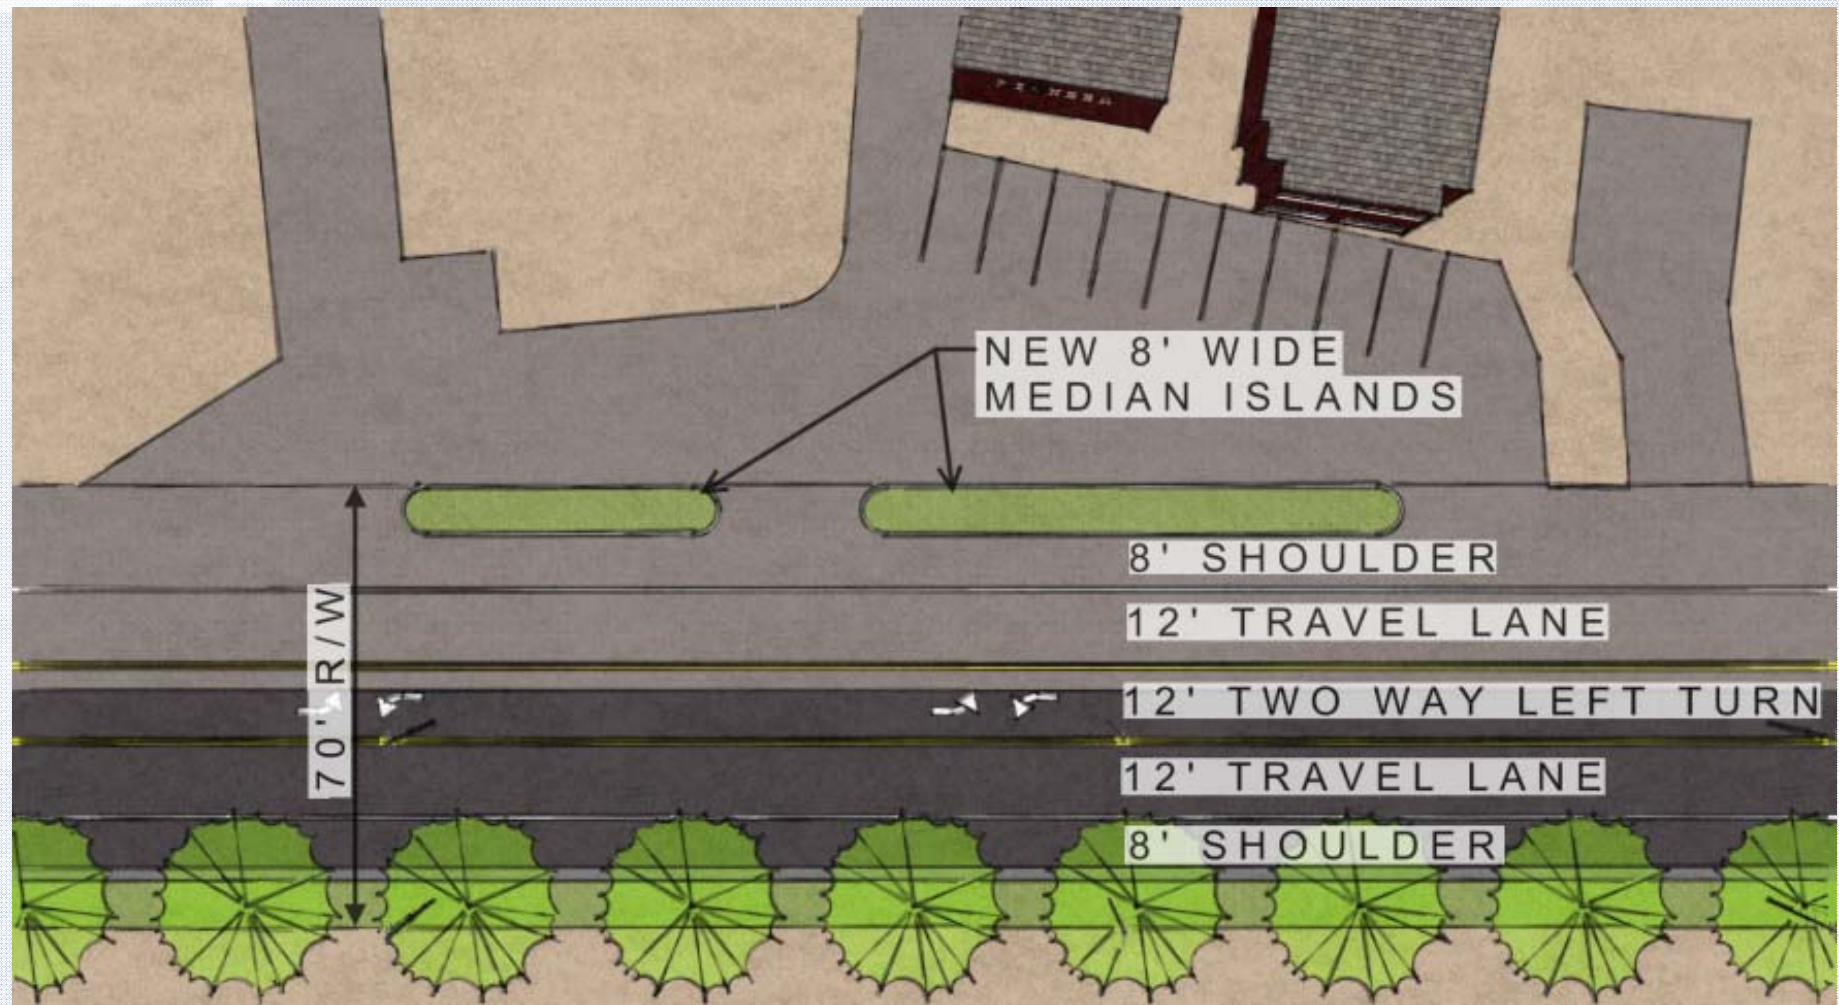 NEW 8' WIDE
MEDIAN ISLANDS
8' SHOULDER
12' TRAVEL LANE
70' R/W
12' TWO WAY LEFT TURN
12' TRAVEL LANE
8' SHOULDER